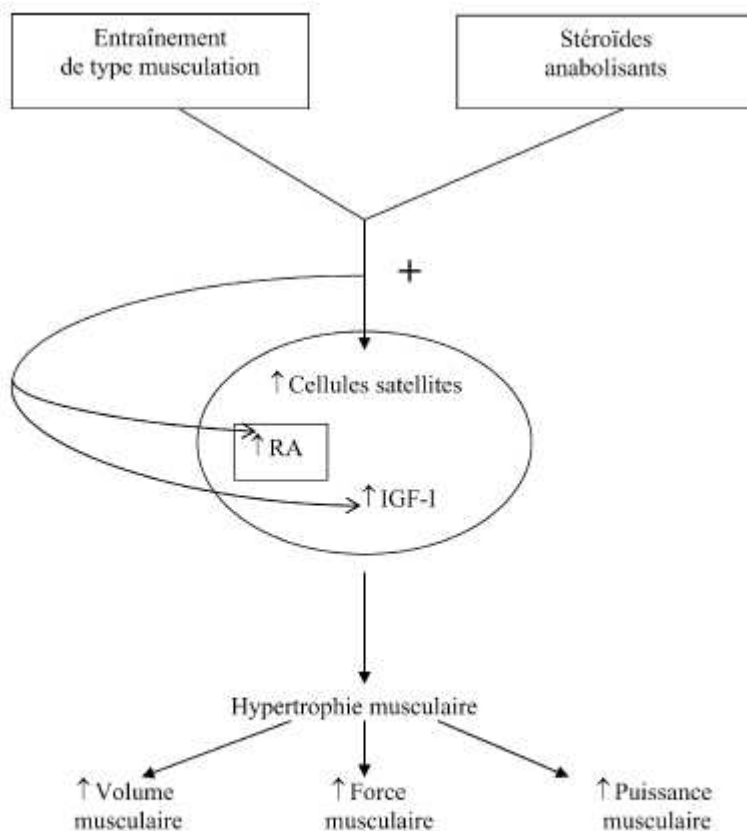 Entraînement
de type musculation
Stéroïdes
anabolisants
+
↑Cellules satellites
↑RA
↑IGF-I
Hypertrophie musculaire
↑Volume
musculaire
↑Force
musculaire
↑Puissance
musculaire